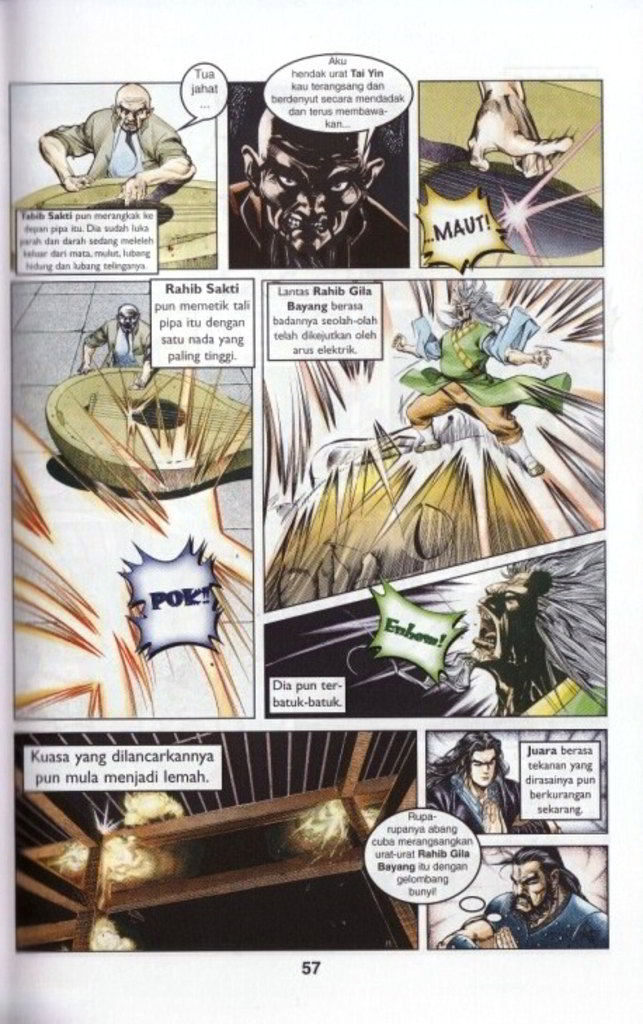 Tua
jahat
...
Tabib Sakti pun merangkak ke
depan pipa itu. Dia sudah luka
parah dan darah sedang meleleh
keluar dari mata, mulut, lubang
hidung dan lubang telinganya.
Aku
hendak urat Tai Yin
kau terangsang dan
berdenyut secara mendadak
dan terus membawa-
kan...
...MAUT!
Rahib Sakti
pun memetik tali
pipa itu dengan
satu nada yang
paling tinggi.
POK!
Lantas Rahib Gila
Bayang berasa
badannya seolah-olah
telah dikejutkan oleh
arus elektrik.
Enhow!
Dia pun ter-
batuk-batuk.
Kuasa yang dilancarkannya
pun mula menjadi lemah.
Juara berasa
tekanan yang
dirasainya pun
berkurangan
sekarang.
Rupa-
rupanya abang
cuba merangsangkan
urat-urat Rahib Gila
Bayang itu dengan
gelombang
bunyi!
57